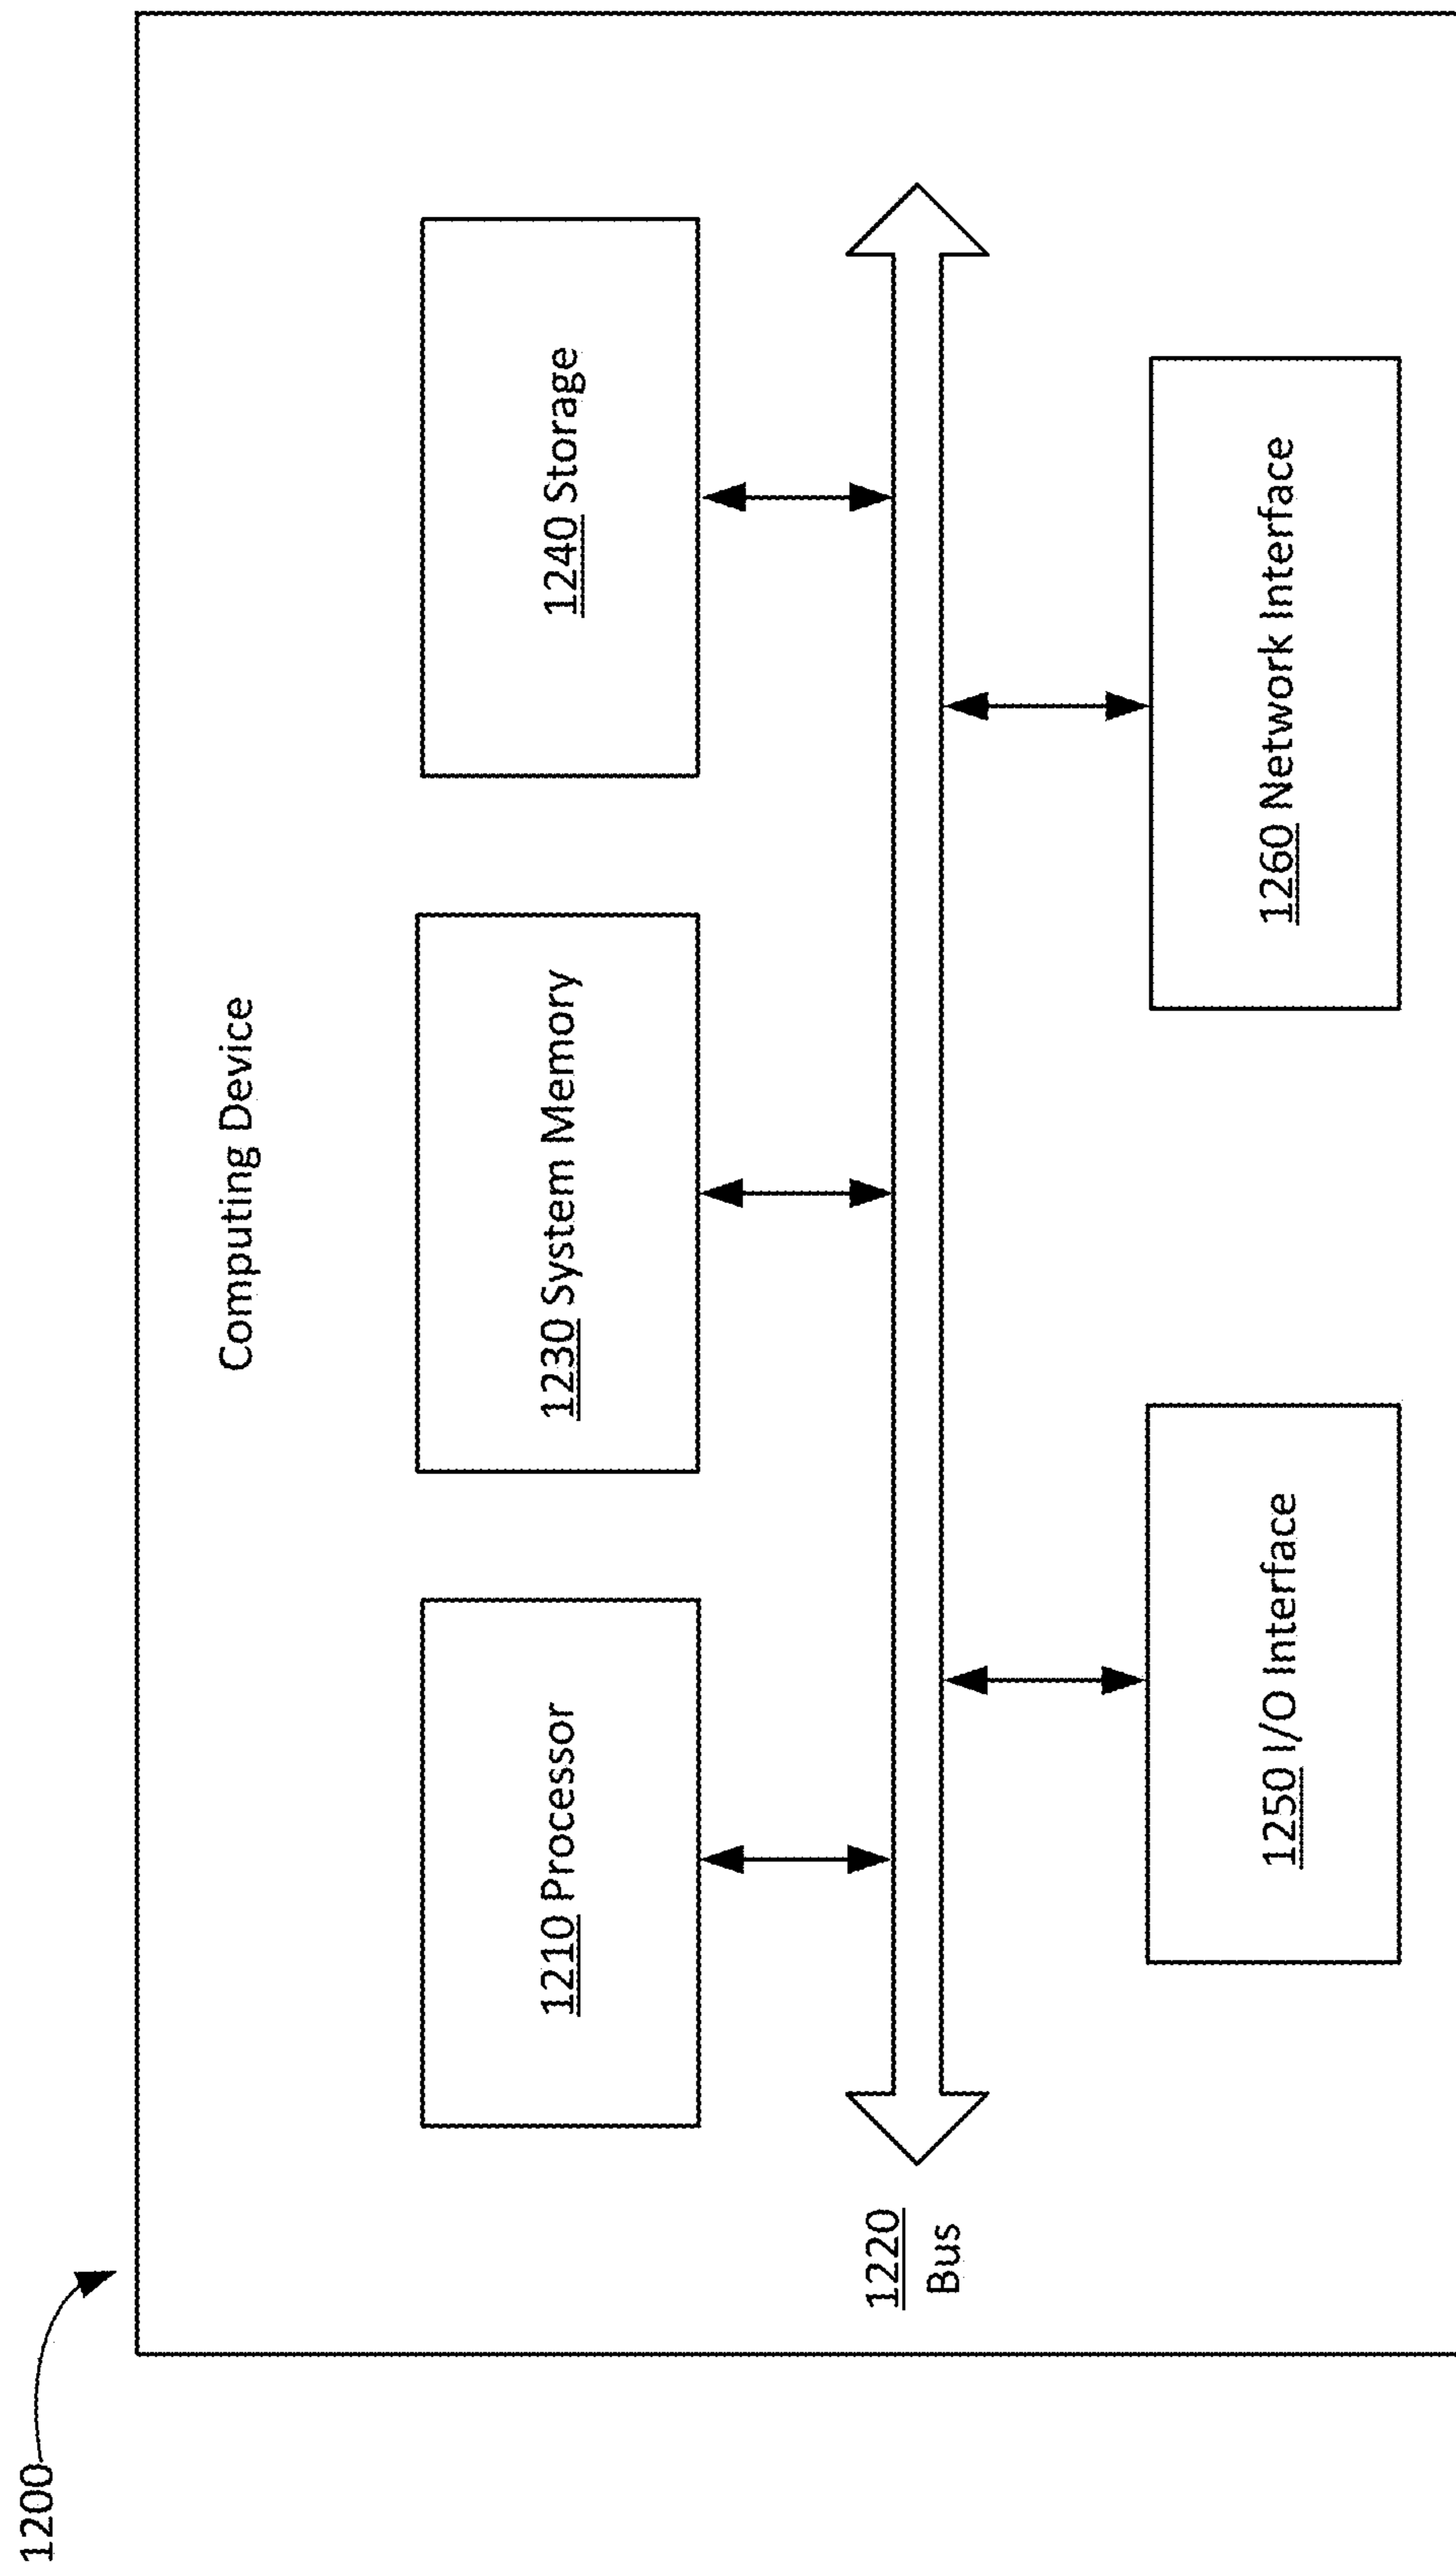 1200
Computing Device
1210 Processor
1230 System Memory
1240 Storage
1220
Bus
1250 I/O Interface
1260 Network Interface